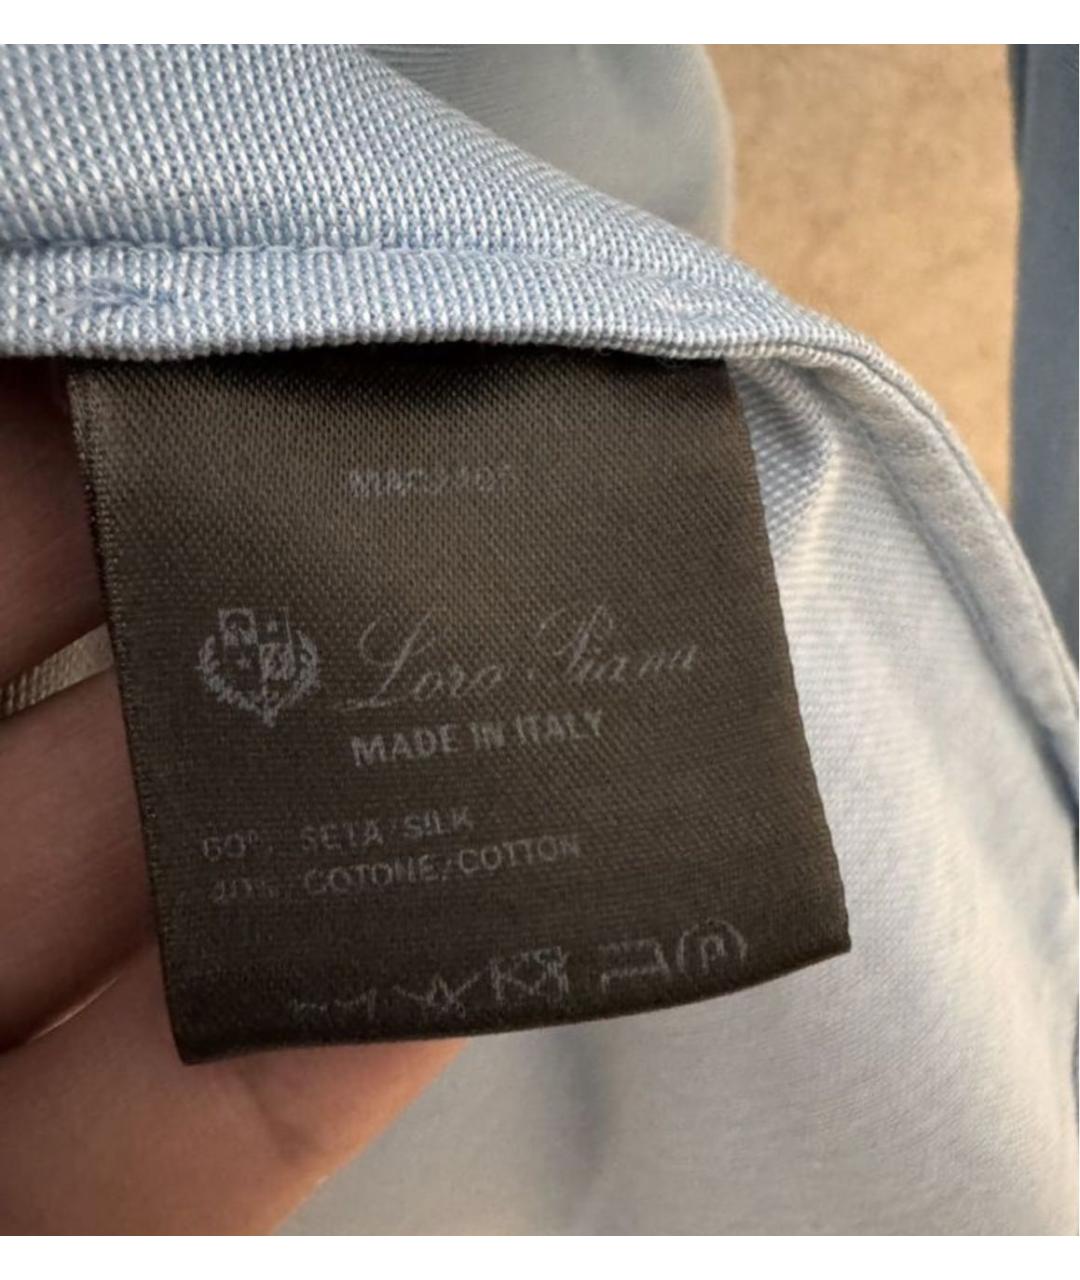 Loro Piana
MADE IN ITALY
60% SETA/SILK
40% COTONE/COTTON
P